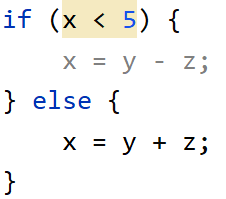 if (x < 5) {
    x = y - z;
} else {
    x = y + z;
}